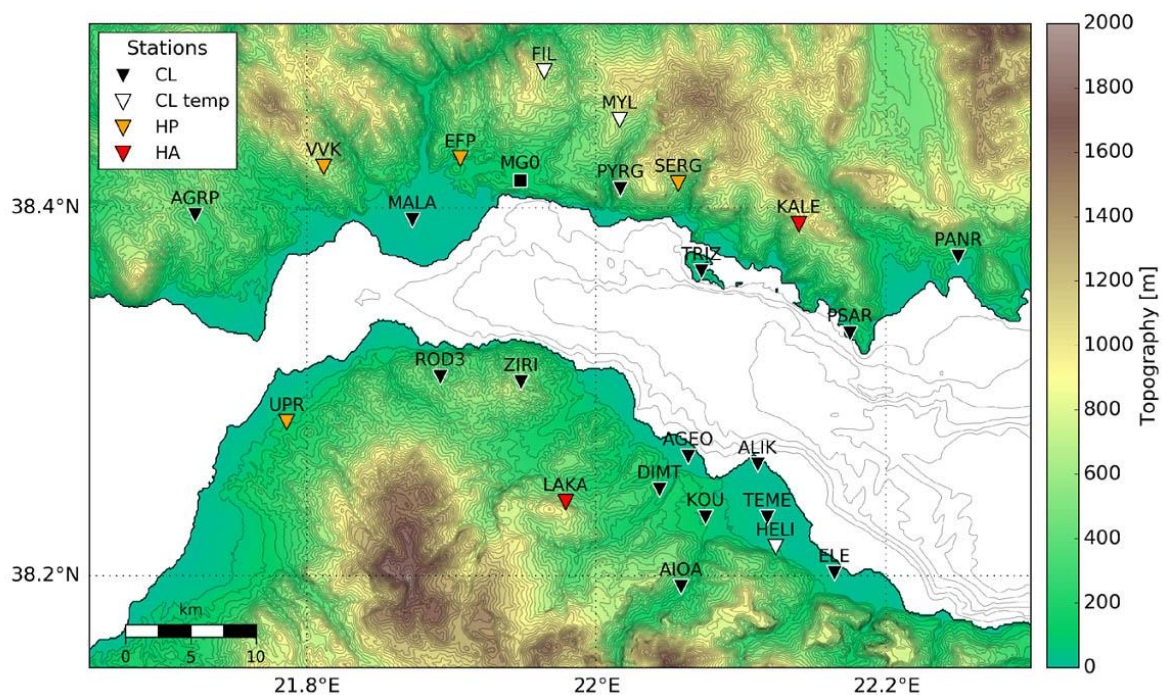 Stations
CL
CL temp
HP
HA
FIL
MYL
VVK
EFP
MG0
PYRG
SERG
AGRP
MALA
KALE
PANR
TRIZ
PSAR
ROD3
ZIRI
UPR
AGEO
ALIK
DIMT
LAKA
KOU
TEME
HELI
ELE
AIOA
38.4°N
38.2°N
km
0 5 10
21.8°E 22°E 22.2°E
2000
1800
1600
1400
1200
1000
800
600
400
200
0
Topography [m]